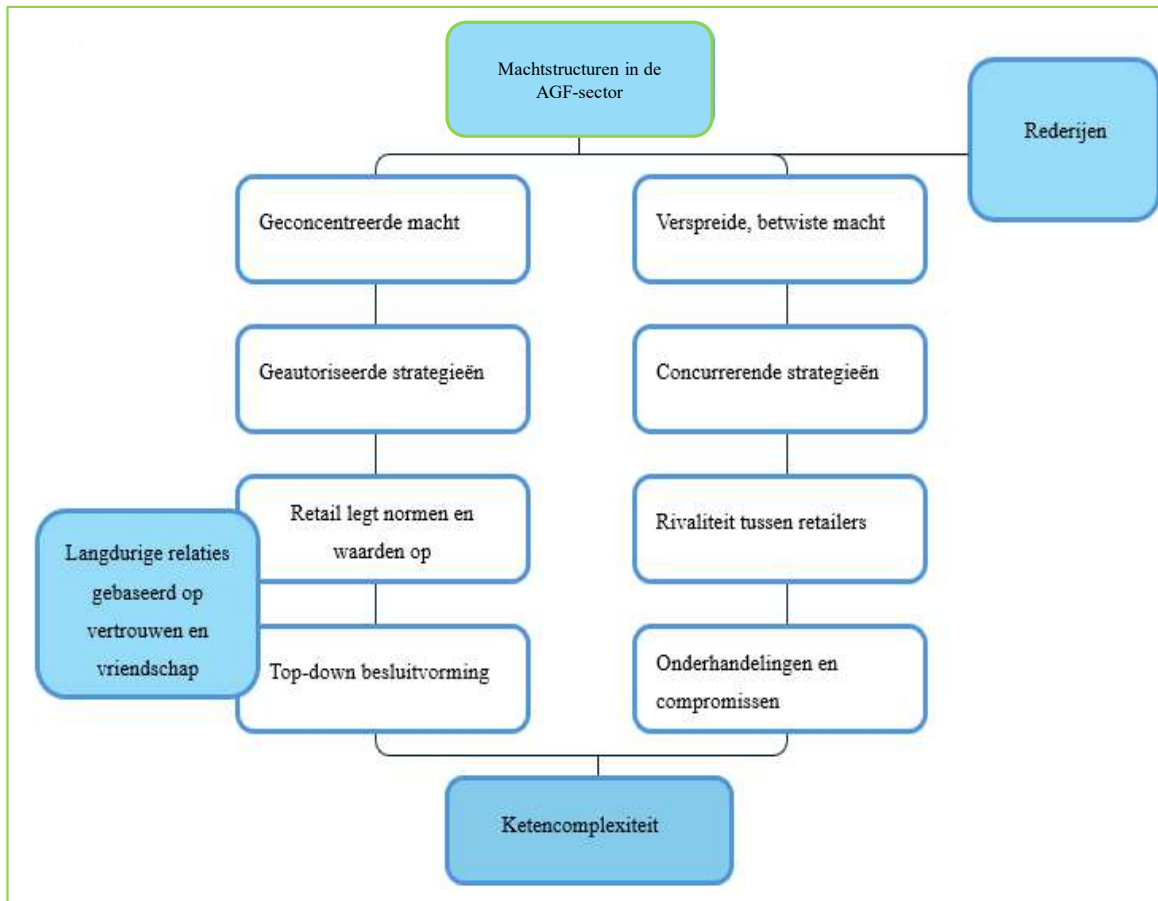 Machtstructuren in de
AGF-sector
Rederijen
Geconcentreerde macht
Verspreide, betwiste macht
Geautoriseerde strategieën
Concurrerende strategieën
Retail legt normen en
waarden op
Rivaliteit tussen retailers
Langdurige relaties
gebaseerd op
vertrouwen en
vriendschap
Top-down besluitvorming
Onderhandelingen en
compromissen
Ketencomplexiteit